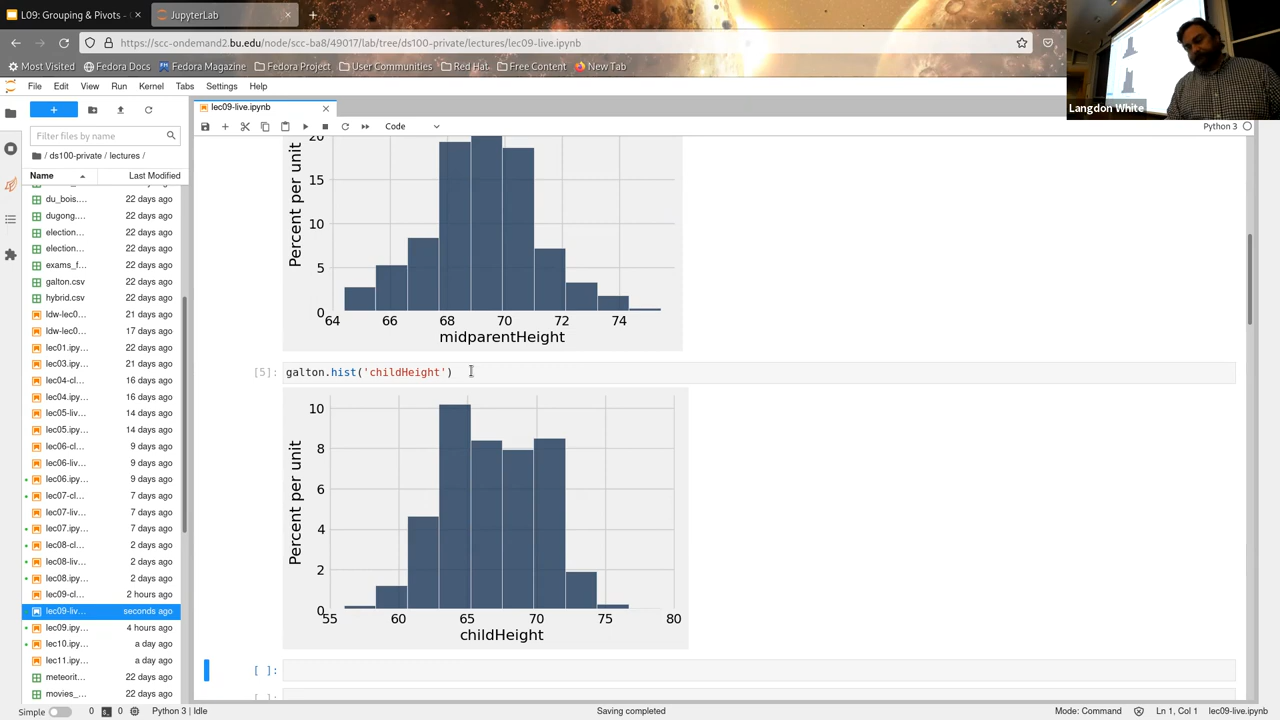 L09: Grouping & Pivots -
JupyterLab
https://scc-ondemand2.bu.edu/node/scc-ba8/49017/lab/tree/ds100-private/lectures/lec09-live.ipynb
Most Visited
Fedora Docs
Fedora Magazine
Fedora Project
User Communities
Red Hat
Free Content
New Tab
Langdon White
File Edit View Run Kernel Tabs Settings Help
lec09-live.ipynb
+
Filter files by name
/ ds100-private / lectures /
Name Last Modified
du_bois.... 22 days ago
dugong.... 22 days ago
election... 22 days ago
election... 22 days ago
exams_f... 22 days ago
galton.csv 22 days ago
hybrid.csv 22 days ago
ldw-lec0... 21 days ago
ldw-lec0... 17 days ago
lec01.ipy... 22 days ago
lec03.ipy... 21 days ago
lec04-cl... 16 days ago
lec04.ipy... 16 days ago
lec05-liv... 14 days ago
lec05.ipy... 14 days ago
lec06-cl... 9 days ago
lec06-liv... 9 days ago
lec06.ipy... 9 days ago
lec07-cl... 7 days ago
lec07-liv... 7 days ago
lec07.ipy... 7 days ago
lec08-cl... 2 days ago
lec08-liv... 2 days ago
lec08.ipy... 2 days ago
lec09-cl... 2 hours ago
lec09-liv... seconds ago
lec09.ipy... 4 hours ago
lec10.ipy... a day ago
lec11.ipy... a day ago
meteorit... 22 days ago
movies_... 22 days ago
Code
Python 3
20
15
10
5
0
Percent per unit
64 66 68 70 72 74
midparentHeight
[5]: galton.hist('childHeight')
10
8
6
4
2
0
Percent per unit
55 60 65 70 75 80
childHeight
[ ]:
[ ]:
Simple 0 0 Python 3 | Idle Saving completed Mode: Command Ln 1, Col 1 lec09-live.ipynb